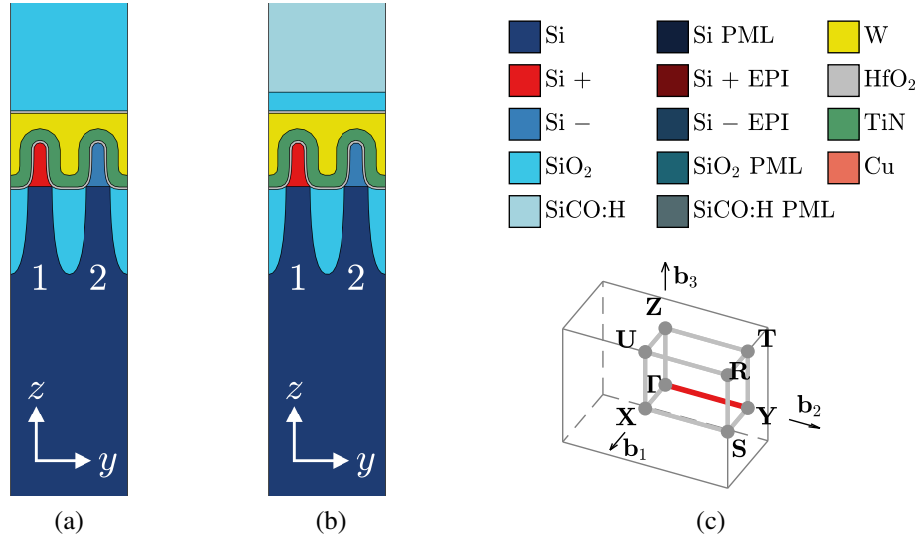 1 2
z
y
(a)
1 2
z
y
(b)
Si
Si +
Si −
SiO₂
SiCO:H
Si PML
Si + EPI
Si − EPI
SiO₂ PML
SiCO:H PML
W
HfO₂
TiN
Cu
b₃
Z
U
T
R
Γ
X
Y
b₂
b₁
S
(c)